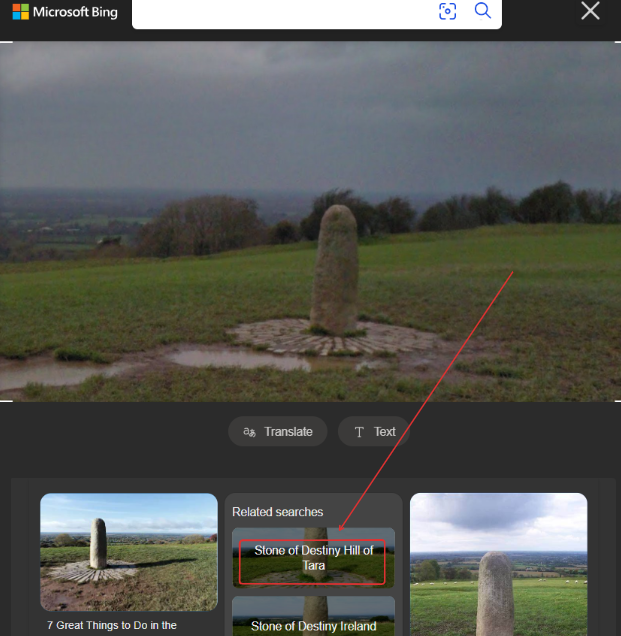 Microsoft Bing
Translate
Text
Related searches
Stone of Destiny Hill of
Tara
Stone of Destiny Ireland
7 Great Things to Do in the